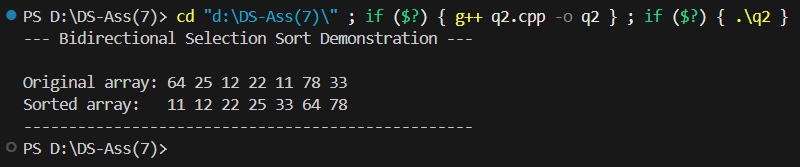 PS D:\DS-Ass(7)> cd "d:\DS-Ass(7)\" ; if ($?) { g++ q2.cpp -o q2 } ; if ($?) { .\q2 }
--- Bidirectional Selection Sort Demonstration ---
Original array: 64 25 12 22 11 78 33
Sorted array:   11 12 22 25 33 64 78
--------------------------------------------------
PS D:\DS-Ass(7)>